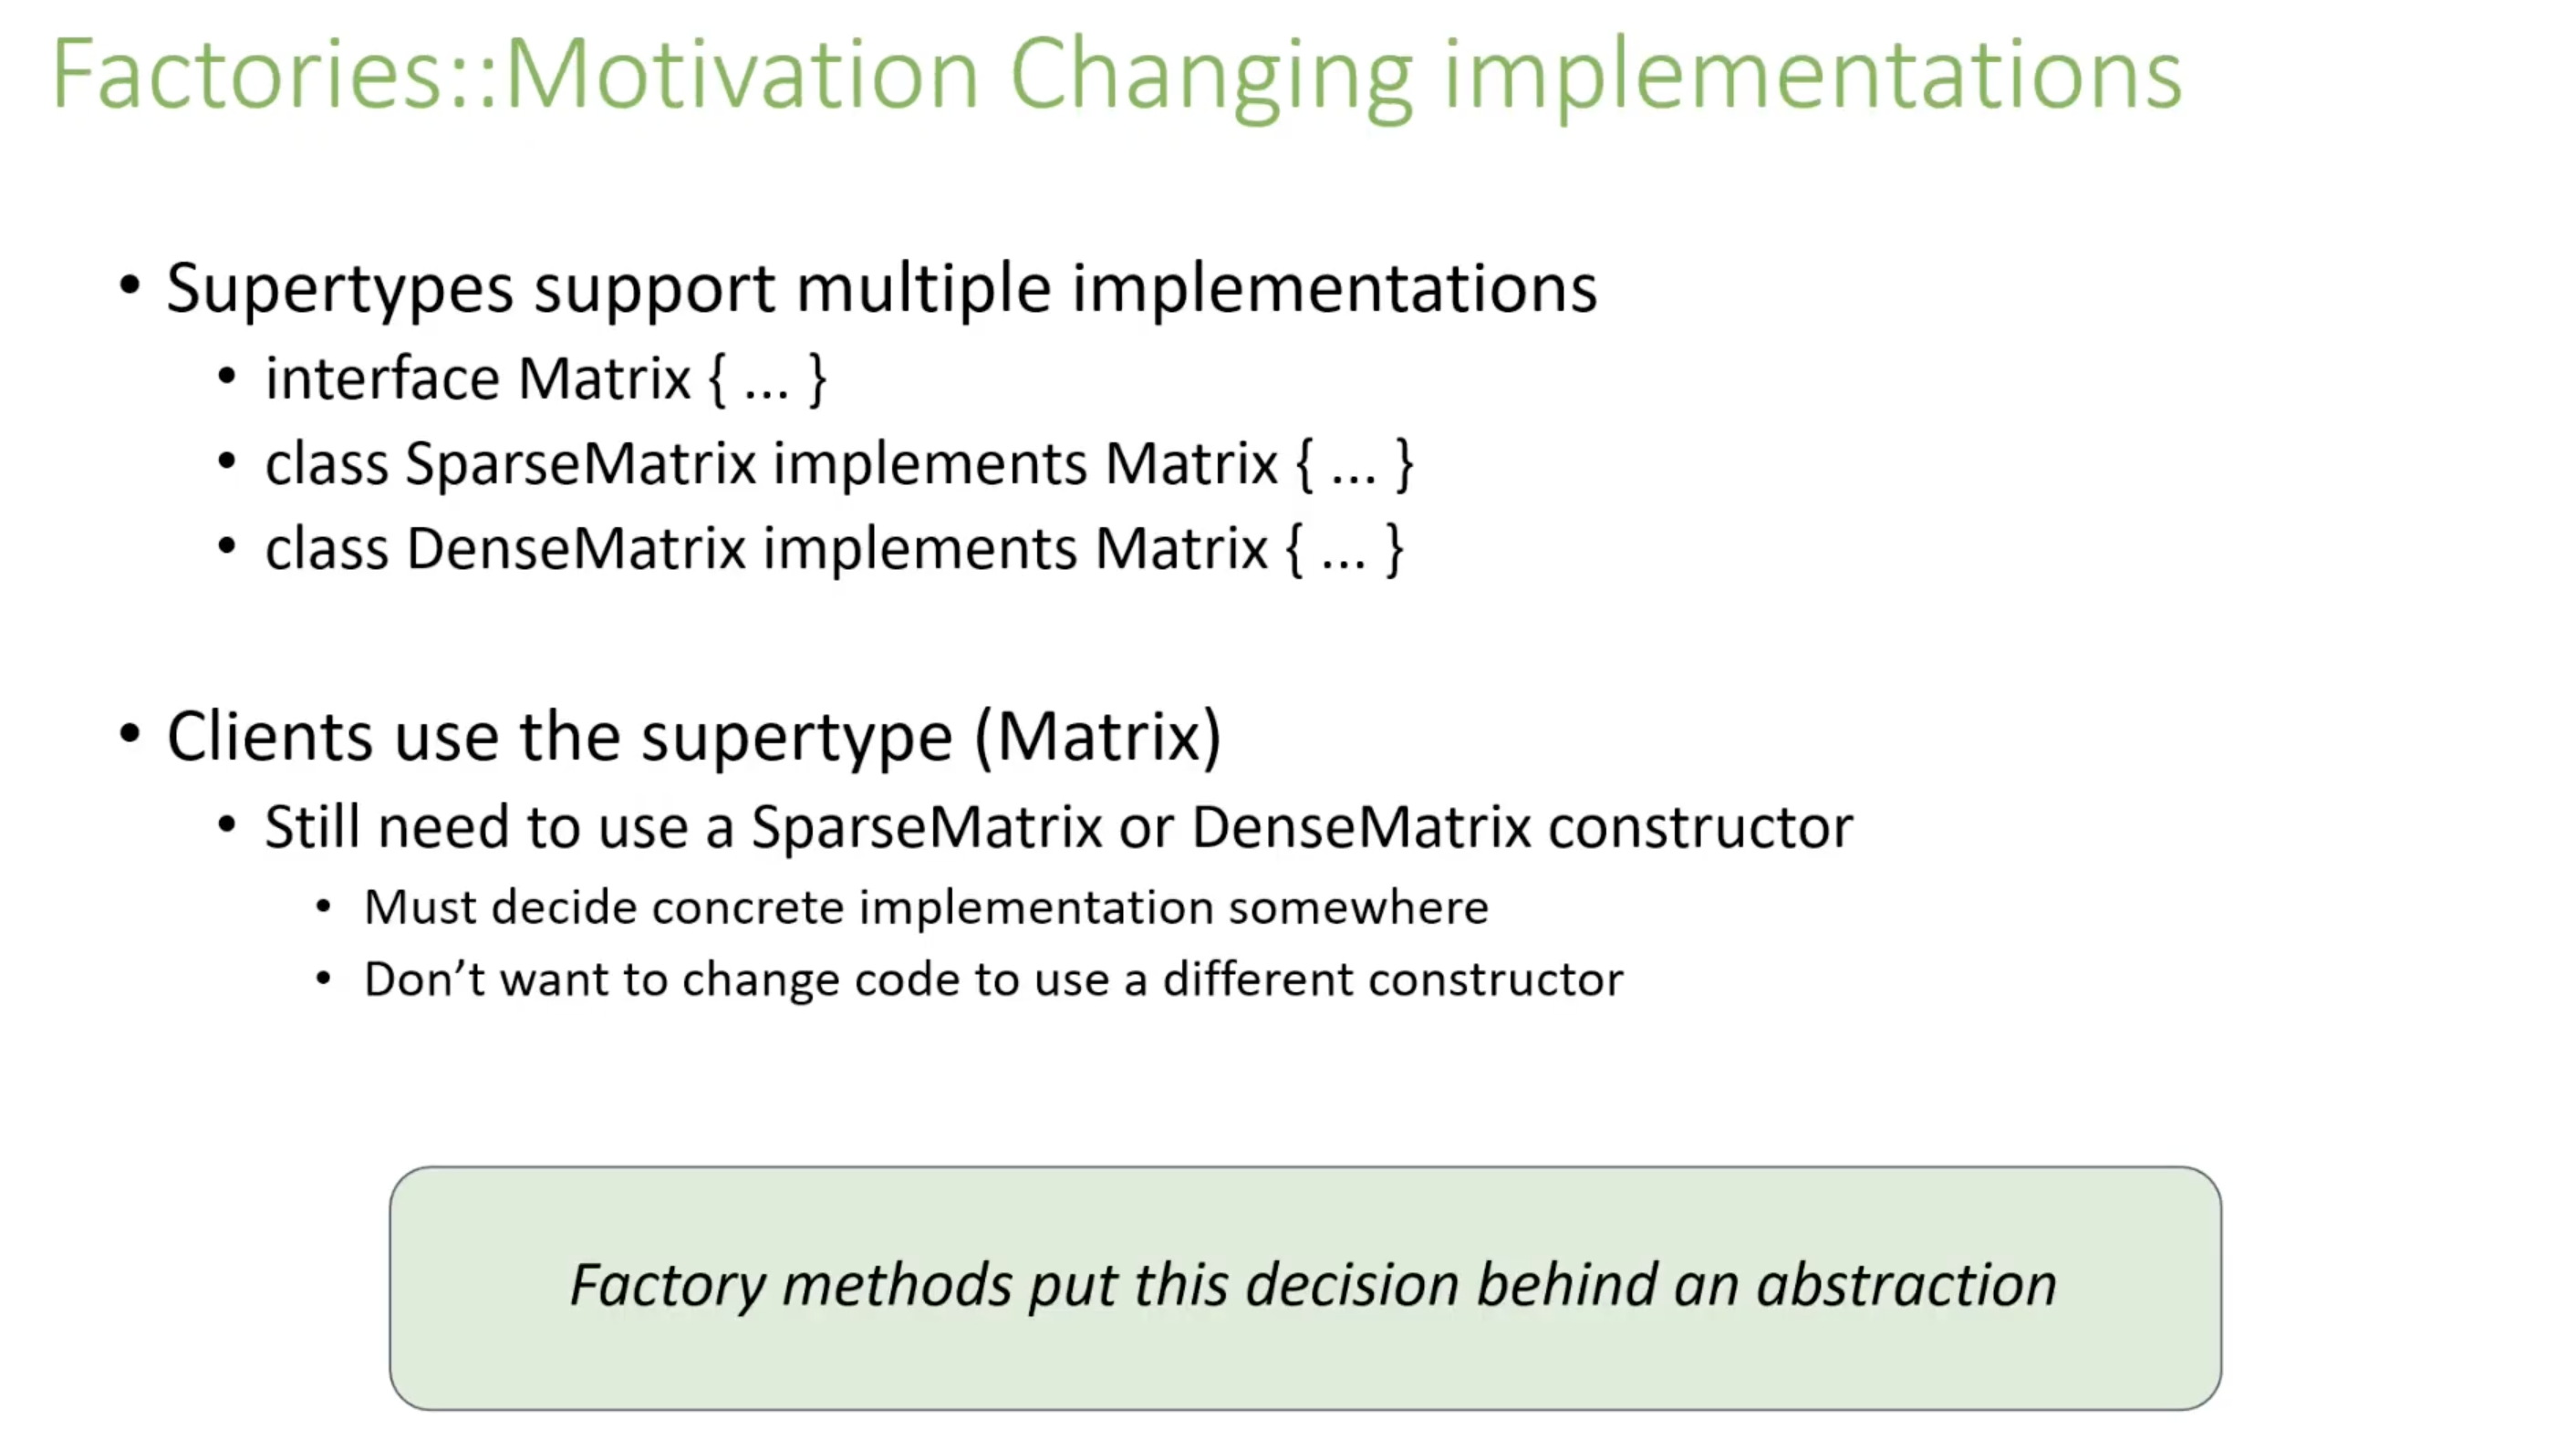 Factories::Motivation Changing implementations
• Supertypes support multiple implementations
• interface Matrix { ... }
• class SparseMatrix implements Matrix { ... }
• class DenseMatrix implements Matrix { ... }
• Clients use the supertype (Matrix)
• Still need to use a SparseMatrix or DenseMatrix constructor
• Must decide concrete implementation somewhere
• Don’t want to change code to use a different constructor
Factory methods put this decision behind an abstraction